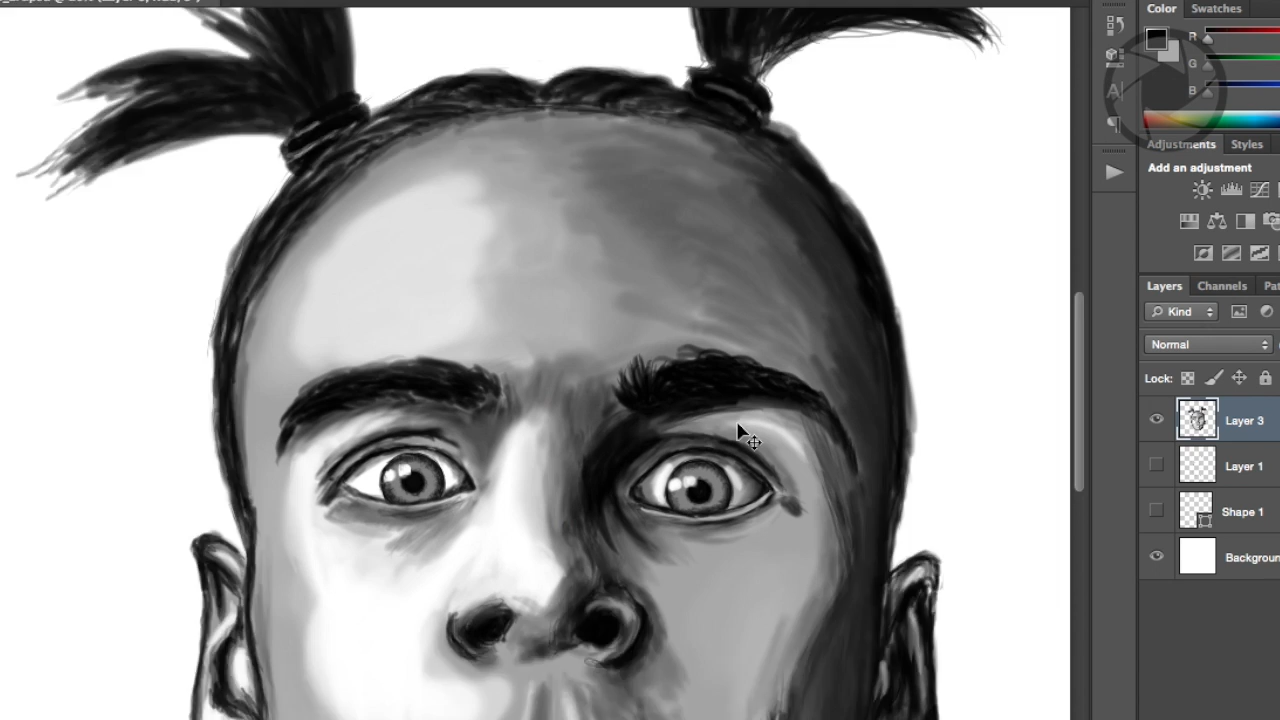 Color Swatches
R
G
B
Adjustments Styles
Add an adjustment
Layers Channels Pat
Kind
Normal
Lock:
Layer 3
Layer 1
Shape 1
Backgroun